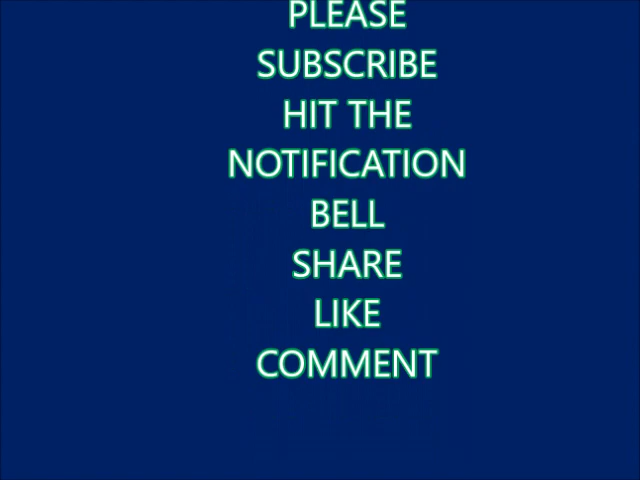 PLEASE
SUBSCRIBE
HIT THE
NOTIFICATION
BELL
SHARE
LIKE
COMMENT